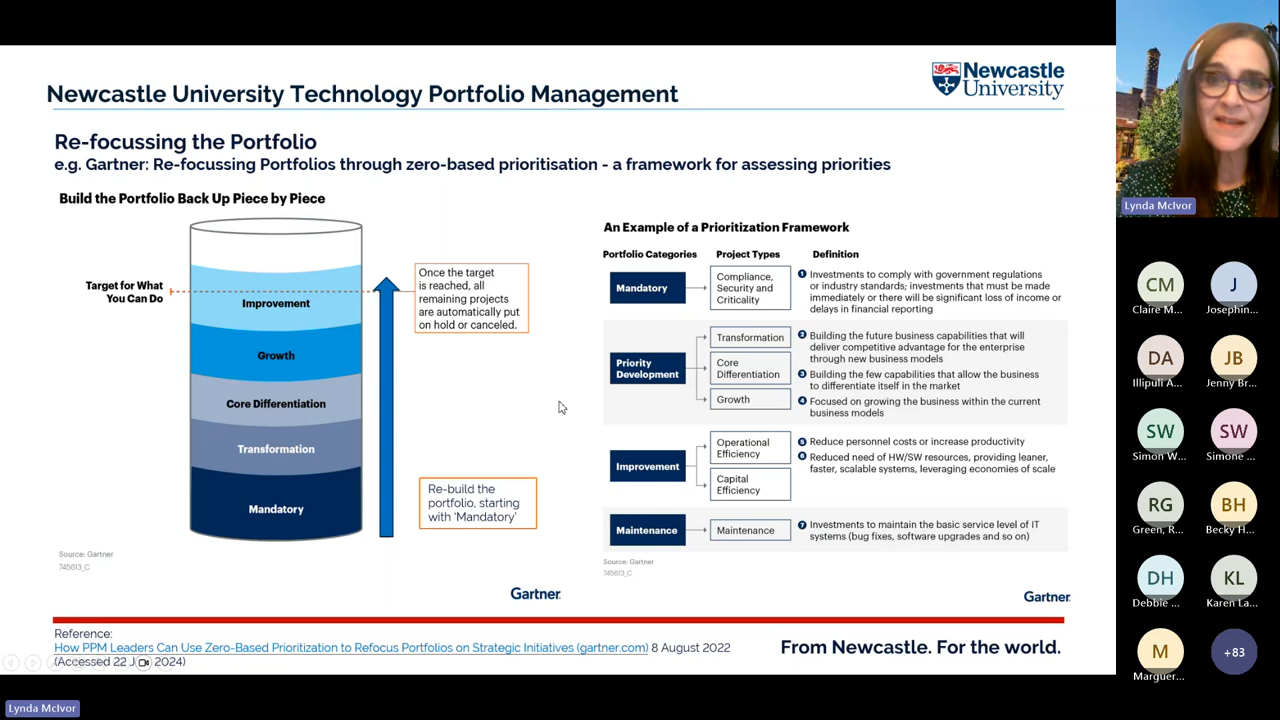 Newcastle University Technology Portfolio Management
Newcastle
University
Re-focussing the Portfolio
e.g. Gartner: Re-focussing Portfolios through zero-based prioritisation - a framework for assessing priorities
Build the Portfolio Back Up Piece by Piece
Target for What
You Can Do
Improvement
Growth
Core Differentiation
Transformation
Mandatory
Once the target
is reached, all
remaining projects
are automatically put
on hold or canceled.
Re-build the
portfolio, starting
with ‘Mandatory’
Source: Gartner
745613_C
Gartner
An Example of a Prioritization Framework
Portfolio Categories
Project Types
Definition
Mandatory
Compliance,
Security and
Criticality
1 Investments to comply with government regulations
or industry standards; investments that must be made
immediately or there will be significant loss of income or
delays in financial reporting
Priority
Development
Transformation
Core
Differentiation
Growth
2 Building the future business capabilities that will
deliver competitive advantage for the enterprise
through new business models
3 Building the few capabilities that allow the business
to differentiate itself in the market
4 Focused on growing the business within the current
business models
Improvement
Operational
Efficiency
Capital
Efficiency
5 Reduce personnel costs or increase productivity
6 Reduced need of HW/SW resources, providing leaner,
faster, scalable systems, leveraging economies of scale
Maintenance
Maintenance
7 Investments to maintain the basic service level of IT
systems (bug fixes, software upgrades and so on)
Source: Gartner
745613_C
Gartner
Reference:
How PPM Leaders Can Use Zero-Based Prioritization to Refocus Portfolios on Strategic Initiatives (gartner.com) 8 August 2022
(Accessed 22 2024)
From Newcastle. For the world.
Lynda McIvor
Lynda McIvor
CM
Claire M...
J
Josephin...
DA
Illipuli A...
JB
Jenny Br...
SW
Simon W...
SW
Simone ...
RG
Green, R...
BH
Becky H...
DH
Debbie ...
KL
Karen La...
M
Marguer...
+83